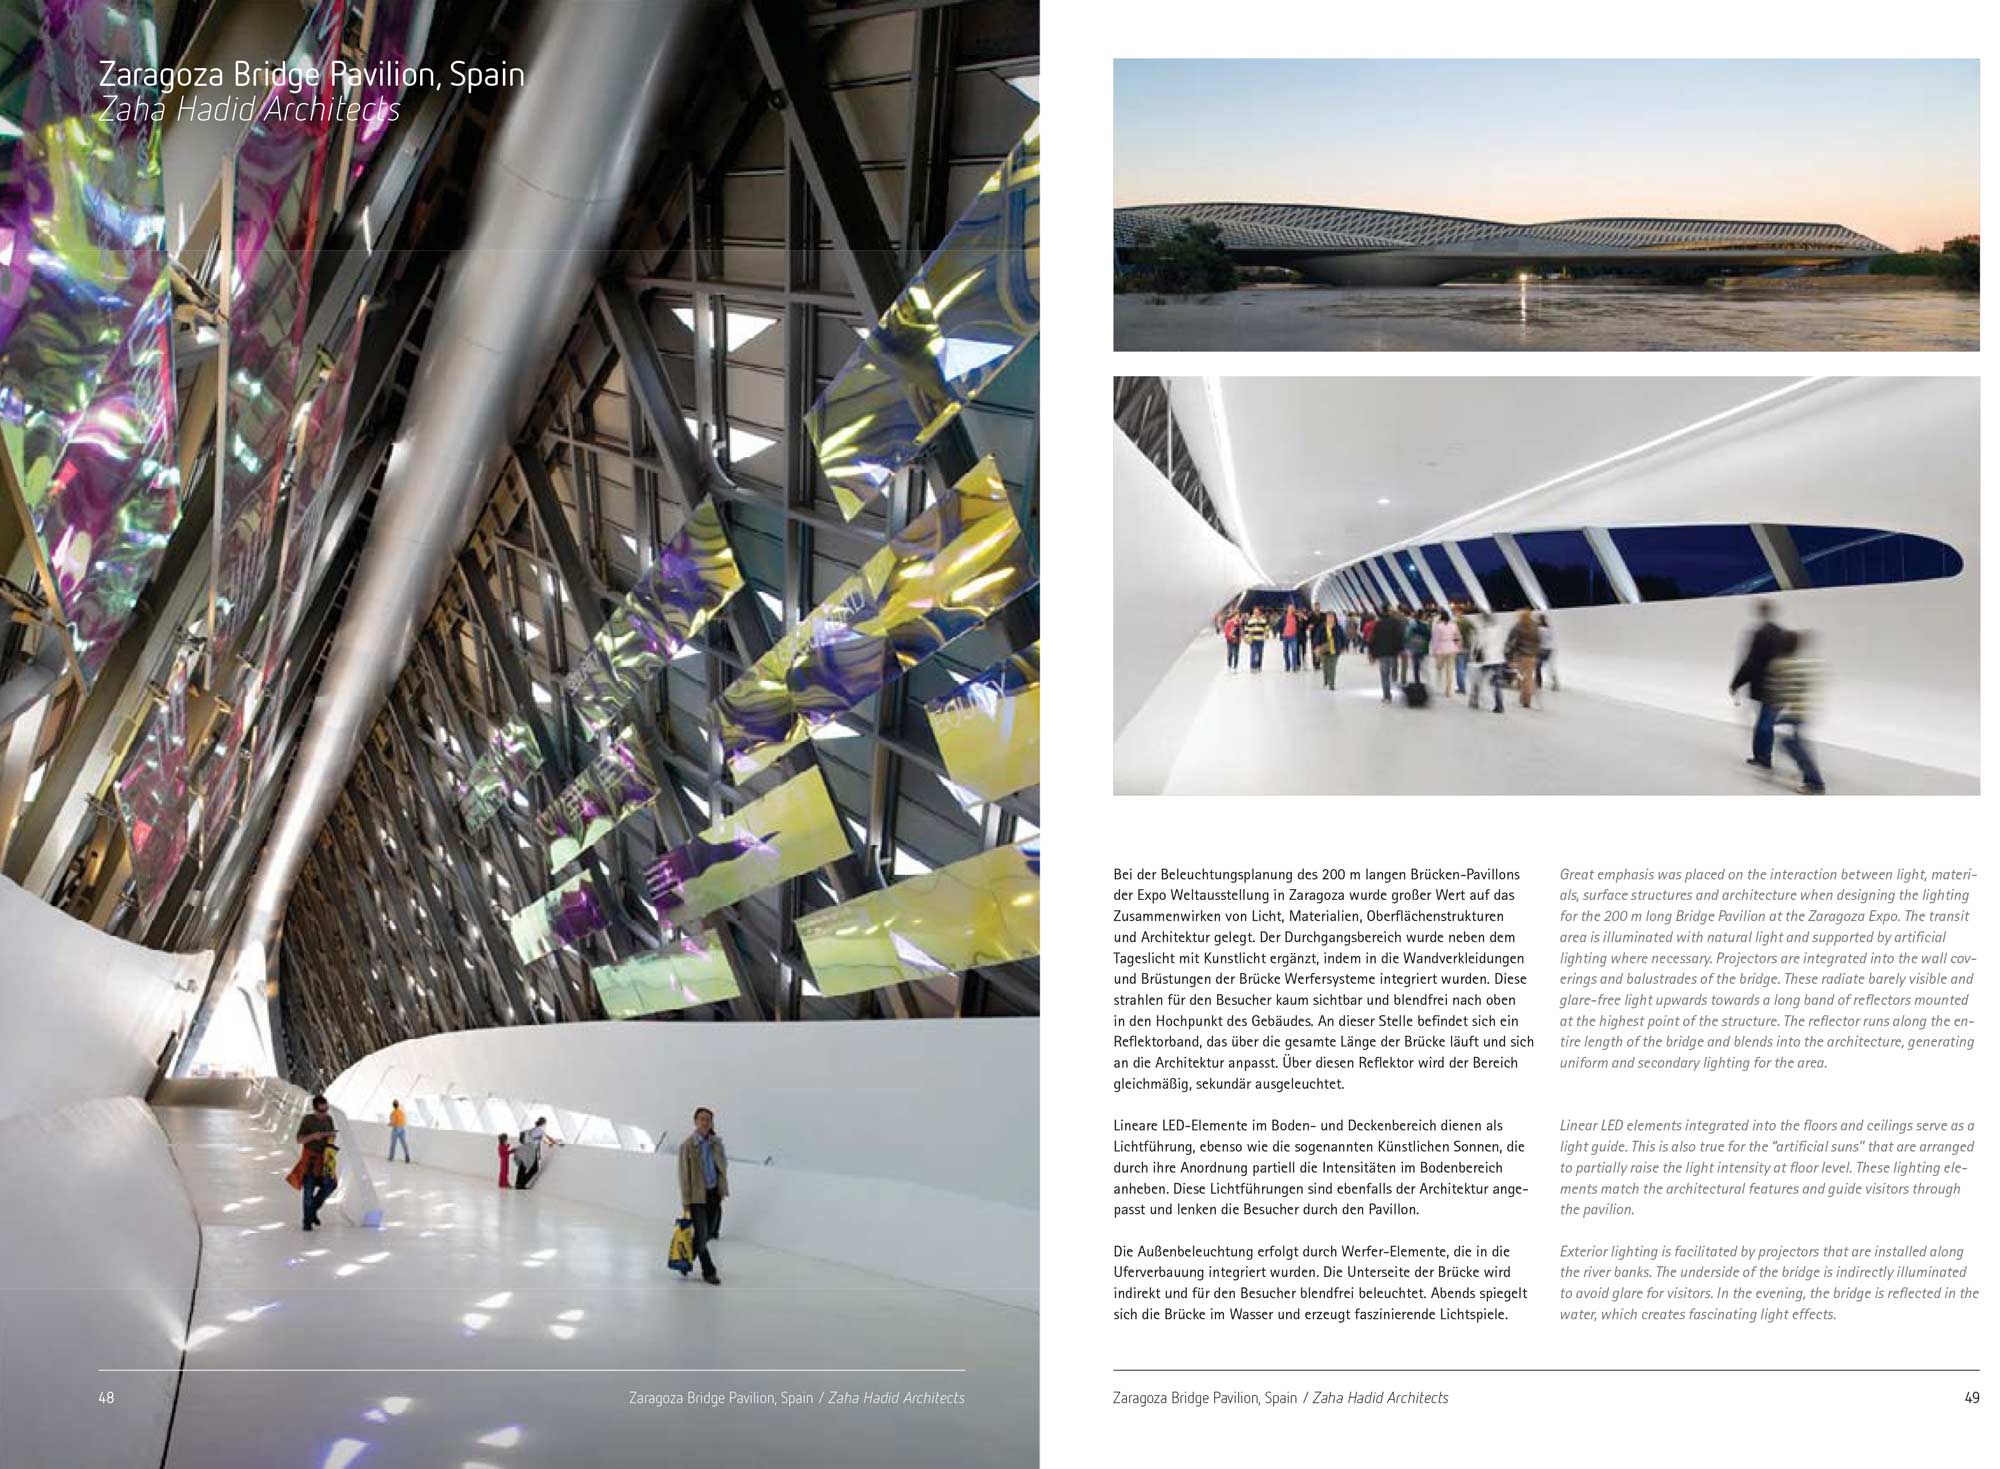 Zaragoza Bridge Pavilion, Spain
Zaha Hadid Architects
EQUITY
48
Zaragoza Bridge Pavilion, Spain / Zaha Hadid Architects
Bei der Beleuchtungsplanung des 200 m langen Brücken-Pavillons
der Expo Weltausstellung in Zaragoza wurde großer Wert auf das
Zusammenwirken von Licht, Materialien, Oberflächenstrukturen
und Architektur gelegt. Der Durchgangsbereich wurde neben dem
Tageslicht mit Kunstlicht ergänzt, indem in die Wandverkleidungen
und Brüstungen der Brücke Werfersysteme integriert wurden. Diese
strahlen für den Besucher kaum sichtbar und blendfrei nach oben
in den Hochpunkt des Gebäudes. An dieser Stelle befindet sich ein
Reflektorband, das über die gesamte Länge der Brücke läuft und sich
an die Architektur anpasst. Über diesen Reflektor wird der Bereich
gleichmäßig, sekundär ausgeleuchtet.
Lineare LED-Elemente im Boden- und Deckenbereich dienen als
Lichtführung, ebenso wie die sogenannten Künstlichen Sonnen, die
durch ihre Anordnung partiell die Intensitäten im Bodenbereich
anheben. Diese Lichtführungen sind ebenfalls der Architektur ange-
passt und lenken die Besucher durch den Pavillon.
Die Außenbeleuchtung erfolgt durch Werfer-Elemente, die in die
Uferverbauung integriert wurden. Die Unterseite der Brücke wird
indirekt und für den Besucher blendfrei beleuchtet. Abends spiegelt
sich die Brücke im Wasser und erzeugt faszinierende Lichtspiele.
Great emphasis was placed on the interaction between light, materi-
als, surface structures and architecture when designing the lighting
for the 200 m long Bridge Pavilion at the Zaragoza Expo. The transit
area is illuminated with natural light and supported by artificial
lighting where necessary. Projectors are integrated into the wall cov-
erings and balustrades of the bridge. These radiate barely visible and
glare-free light upwards towards a long band of reflectors mounted
at the highest point of the structure. The reflector runs along the en-
tire length of the bridge and blends into the architecture, generating
uniform and secondary lighting for the area.
Linear LED elements integrated into the floors and ceilings serve as a
light guide. This is also true for the “artificial suns” that are arranged
to partially raise the light intensity at floor level. These lighting ele-
ments match the architectural features and guide visitors through
the pavilion.
Exterior lighting is facilitated by projectors that are installed along
the river banks. The underside of the bridge is indirectly illuminated
to avoid glare for visitors. In the evening, the bridge is reflected in the
water, which creates fascinating light effects.
Zaragoza Bridge Pavilion, Spain / Zaha Hadid Architects
49